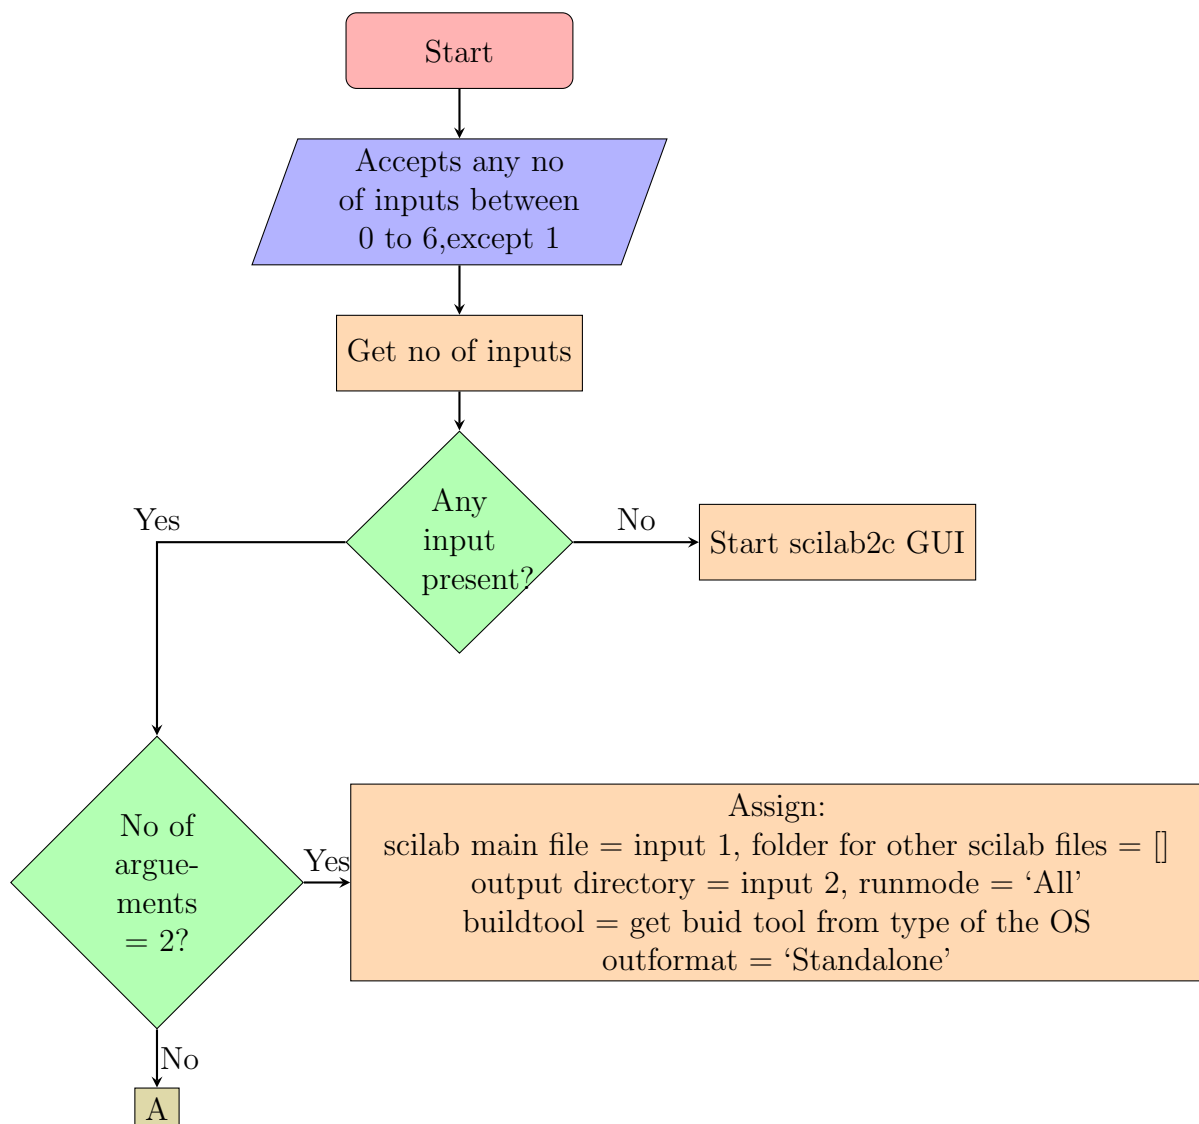 Start
Accepts any no
of inputs between
0 to 6,except 1
Get no of inputs
Any
input
present?
Yes
No
Start scilab2c GUI
No of
argue-
ments
= 2?
Yes
Assign:
scilab main file = input 1, folder for other scilab files = []
output directory = input 2, runmode = ‘All’
buildtool = get buid tool from type of the OS
outformat = ‘Standalone’
No
A